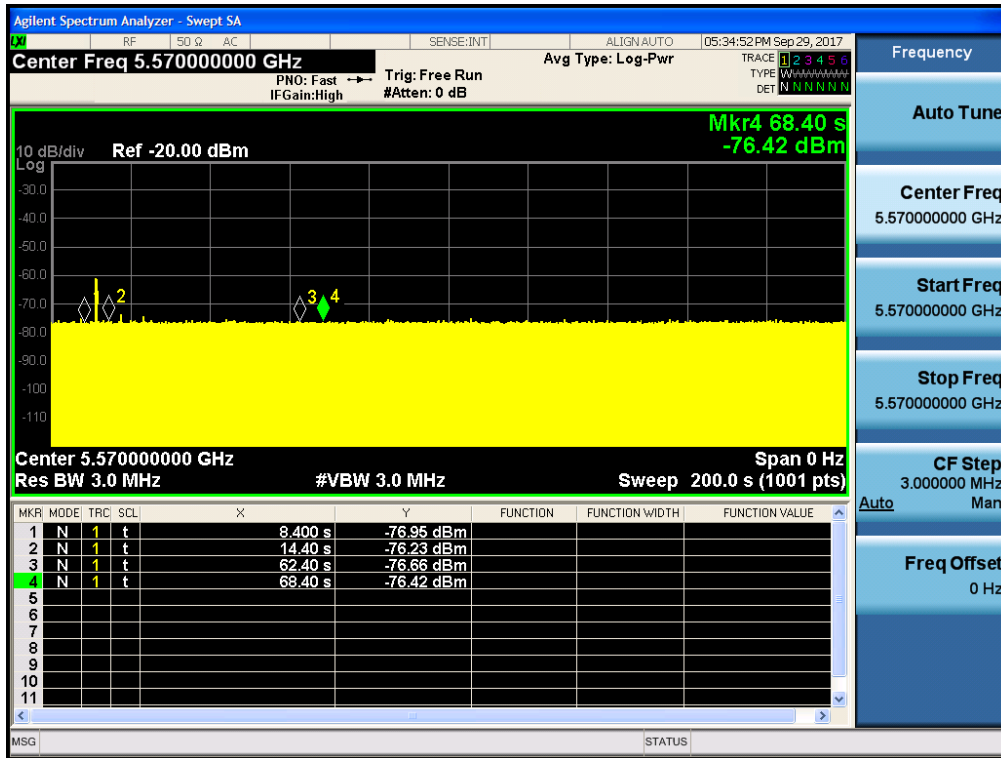 Agilent Spectrum Analyzer - Swept SA
LXI RF 50 Ω AC SENSE:INT ALIGN AUTO 05:34:52 PM Sep 29, 2017
Center Freq 5.570000000 GHz
Avg Type: Log-Pwr
TRACE 1 2 3 4 5 6
PNO: Fast Trig: Free Run
TYPE W
IFGain:High #Atten: 0 dB
DET N N N N N N
Mkr4 68.40 s
-76.42 dBm
10 dB/div Ref -20.00 dBm
Log
-30.0
-40.0
-50.0
-60.0
-70.0
-80.0
-90.0
-100
-110
2
3
4
Center 5.570000000 GHz Span 0 Hz
Res BW 3.0 MHz #VBW 3.0 MHz Sweep 200.0 s (1001 pts)
MKR MODE TRC SCL X Y FUNCTION FUNCTION WIDTH FUNCTION VALUE
1 N 1 t 8.400 s -76.95 dBm
2 N 1 t 14.40 s -76.23 dBm
3 N 1 t 62.40 s -76.66 dBm
4 N 1 t 68.40 s -76.42 dBm
5
6
7
8
9
10
11
MSG STATUS
Frequency
Auto Tune
Center Freq
5.570000000 GHz
Start Freq
5.570000000 GHz
Stop Freq
5.570000000 GHz
CF Step
3.000000 MHz
Auto Man
Freq Offset
0 Hz